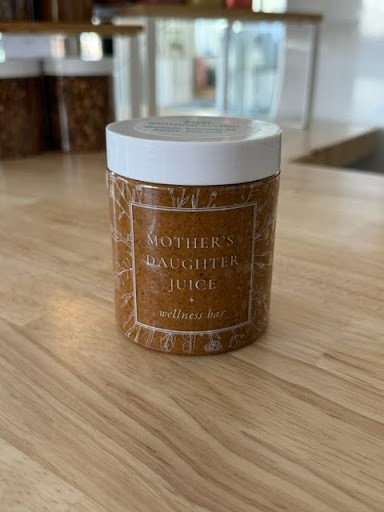 MOTHER'S
DAUGHTER
JUICE
+
wellness bar